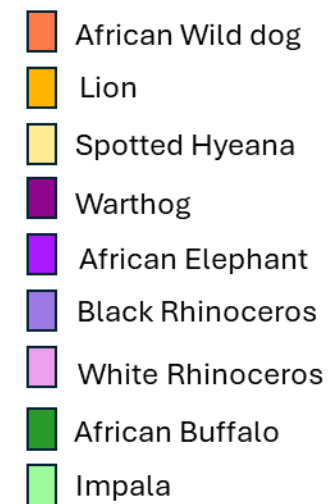 African Wild dog
Lion
Spotted Hyeana
Warthog
African Elephant
Black Rhinoceros
White Rhinoceros
African Buffalo
Impala